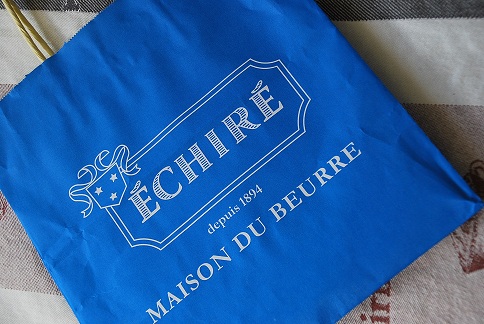 ÉCHIRÉ
depuis 1894
MAISON DU BEURRE